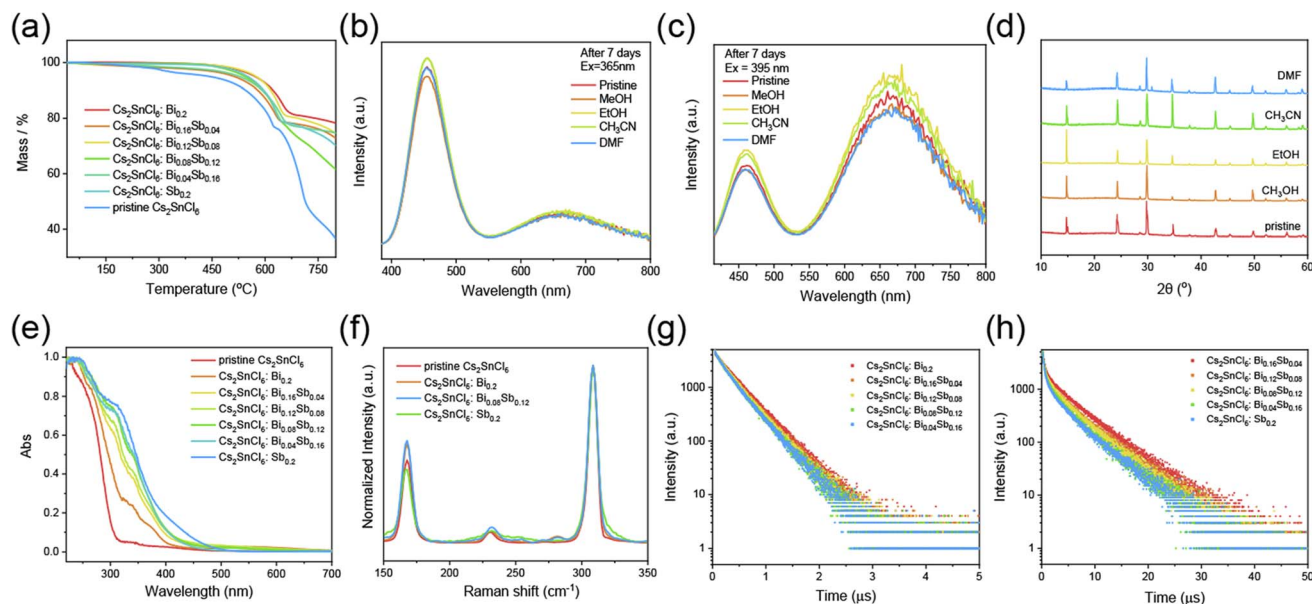 (a)
Mass / %
100
80
60
40
Cs₂SnCl₆: Bi₀.₂
Cs₂SnCl₆: Bi₀.₁₆Sb₀.₀₄
Cs₂SnCl₆: Bi₀.₁₂Sb₀.₀₈
Cs₂SnCl₆: Bi₀.₀₈Sb₀.₁₂
Cs₂SnCl₆: Bi₀.₀₄Sb₀.₁₆
Cs₂SnCl₆: Sb₀.₂
pristine Cs₂SnCl₆
150 300 450 600 750
Temperature (ºC)
(b)
Intensity (a.u.)
After 7 days
Ex=365nm
Pristine
MeOH
EtOH
CH₃CN
DMF
400 500 600 700 800
Wavelength (nm)
(c)
Intensity (a.u.)
After 7 days
Ex = 395 nm
Pristine
MeOH
EtOH
CH₃CN
DMF
450 500 550 600 650 700 750 800
Wavelength (nm)
(d)
DMF
CH₃CN
EtOH
CH₃OH
pristine
10 20 30 40 50 60
2θ (º)
(e)
Abs
1.0
0.8
0.6
0.4
0.2
0.0
pristine Cs₂SnCl₆
Cs₂SnCl₆: Bi₀.₂
Cs₂SnCl₆: Bi₀.₁₆Sb₀.₀₄
Cs₂SnCl₆: Bi₀.₁₂Sb₀.₀₈
Cs₂SnCl₆: Bi₀.₀₈Sb₀.₁₂
Cs₂SnCl₆: Bi₀.₀₄Sb₀.₁₆
Cs₂SnCl₆: Sb₀.₂
300 400 500 600 700
Wavelength (nm)
(f)
Normalized Intensity (a.u.)
pristine Cs₂SnCl₆
Cs₂SnCl₆: Bi₀.₂
Cs₂SnCl₆: Bi₀.₀₈Sb₀.₁₂
Cs₂SnCl₆: Sb₀.₂
150 200 250 300 350
Raman shift (cm⁻¹)
(g)
Intensity (a.u.)
1000
100
10
1
Cs₂SnCl₆: Bi₀.₂
Cs₂SnCl₆: Bi₀.₁₆Sb₀.₀₄
Cs₂SnCl₆: Bi₀.₁₂Sb₀.₀₈
Cs₂SnCl₆: Bi₀.₀₈Sb₀.₁₂
Cs₂SnCl₆: Bi₀.₀₄Sb₀.₁₆
0 1 2 3 4 5
Time (µs)
(h)
Intensity (a.u.)
1000
100
10
1
Cs₂SnCl₆: Bi₀.₁₆Sb₀.₀₄
Cs₂SnCl₆: Bi₀.₁₂Sb₀.₀₈
Cs₂SnCl₆: Bi₀.₀₈Sb₀.₁₂
Cs₂SnCl₆: Bi₀.₀₄Sb₀.₁₆
Cs₂SnCl₆: Sb₀.₂
0 10 20 30 40 50
Time (µs)